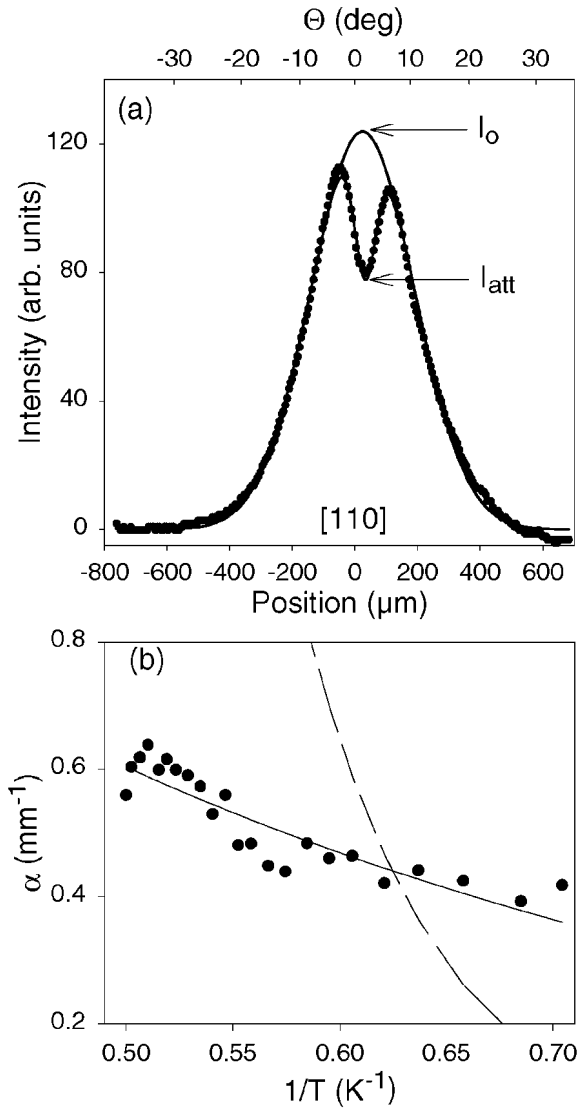 Θ (deg)
-30 -20 -10 0 10 20 30
(a)
Intensity (arb. units)
120
80
40
0
Io
Iatt
[110]
-800 -600 -400 -200 0 200 400 600
Position (µm)
(b)
α (mm⁻¹)
0.8
0.6
0.4
0.2
0.50 0.55 0.60 0.65 0.70
1/T (K⁻¹)